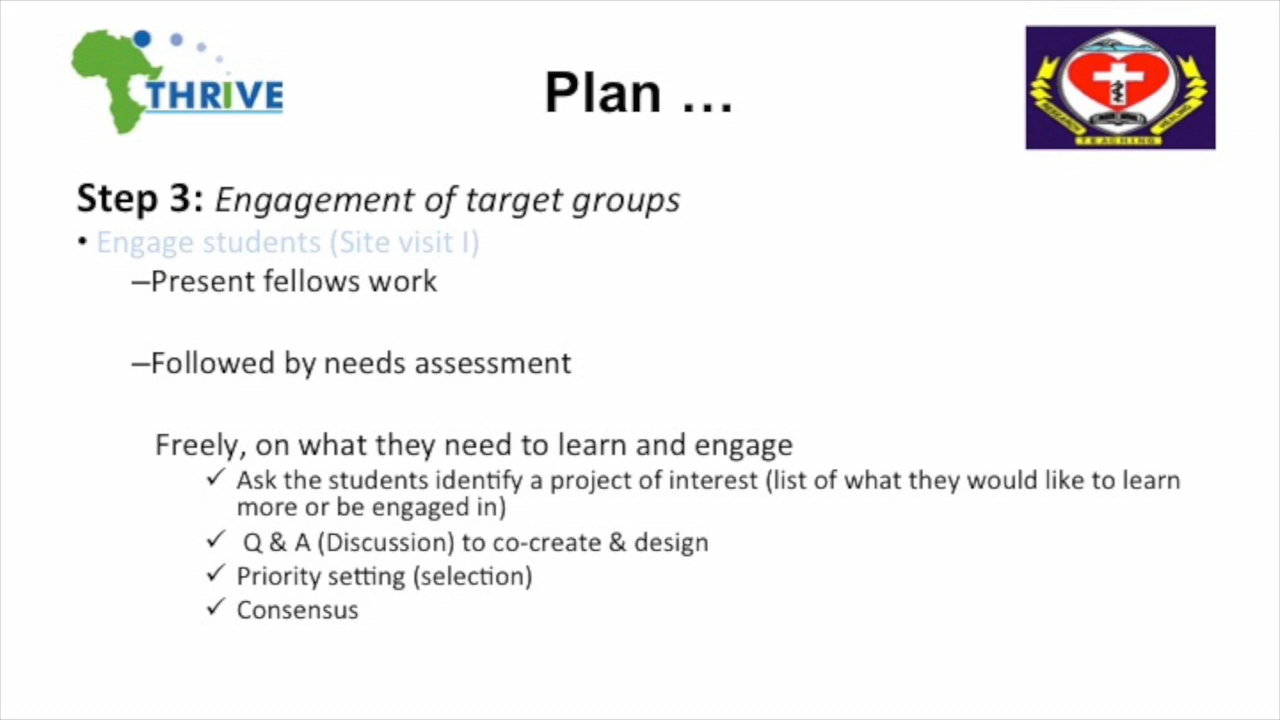 THRIVE
Plan ...
RESEARCH
HEALING
TEACHING
Step 3: Engagement of target groups
• Engage students (Site visit I)
–Present fellows work
–Followed by needs assessment
Freely, on what they need to learn and engage
✓ Ask the students identify a project of interest (list of what they would like to learn
more or be engaged in)
✓ Q & A (Discussion) to co-create & design
✓ Priority setting (selection)
✓ Consensus